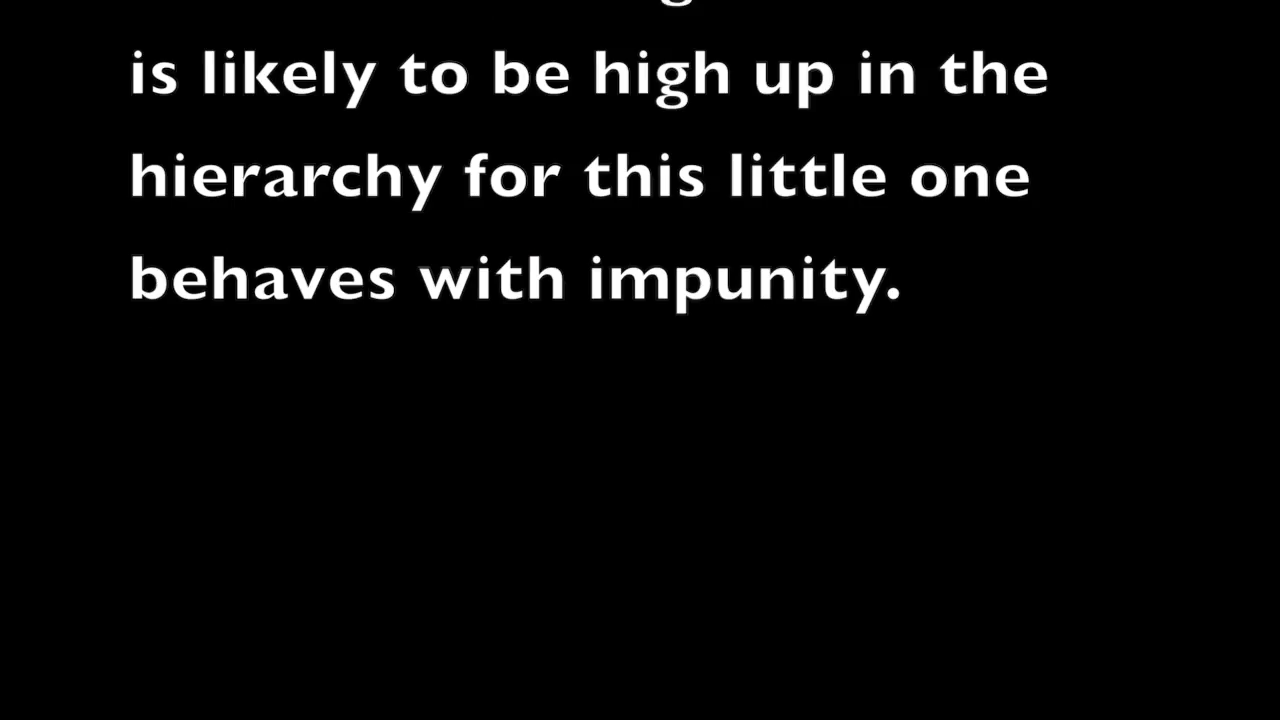 is likely to be high up in the
hierarchy for this little one
behaves with impunity.